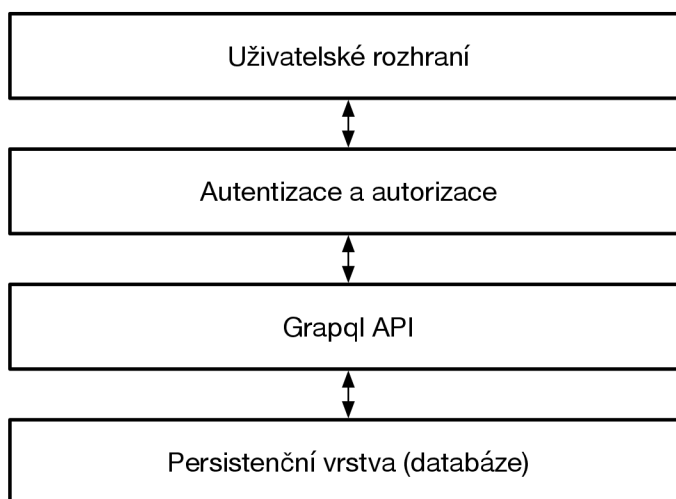 Uživatelské rozhraní
Autentizace a autorizace
Grapql API
Persistenční vrstva (databáze)